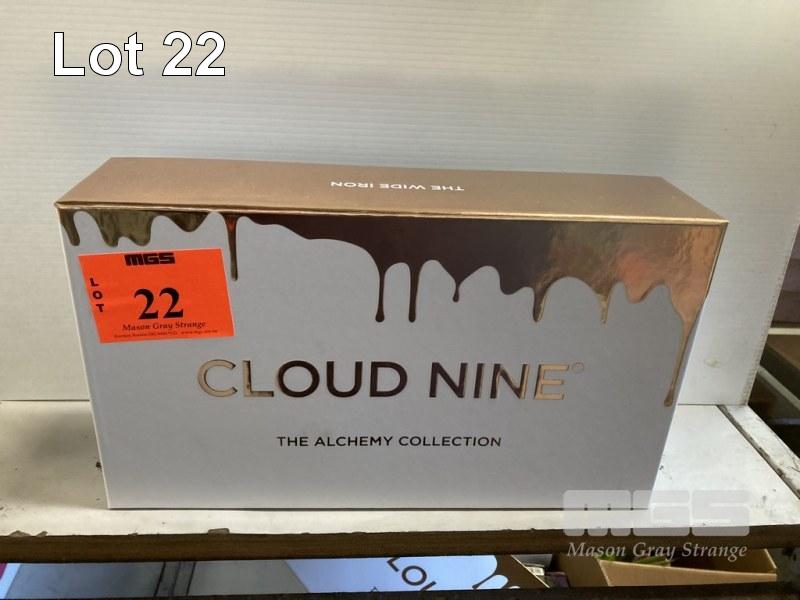 Lot 22
THE WIDE IRON
MGS
LOT
22
Mason Gray Strange
CLOUD NINE
THE ALCHEMY COLLECTION
MGS
Mason Gray Strange